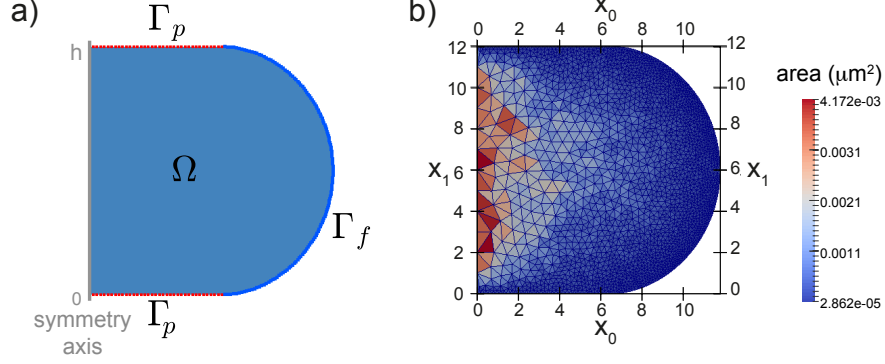 a)
Γp
h
Ω
Γf
0
Γp
symmetry
axis
b)
x0
0 2 4 6 8 10
12
10
8
6
4
2
0
x1
12
10
8
6
4
2
0
x1
0 2 4 6 8 10
x0
area (μm²)
4.172e-03
0.0031
0.0021
0.0011
2.862e-05